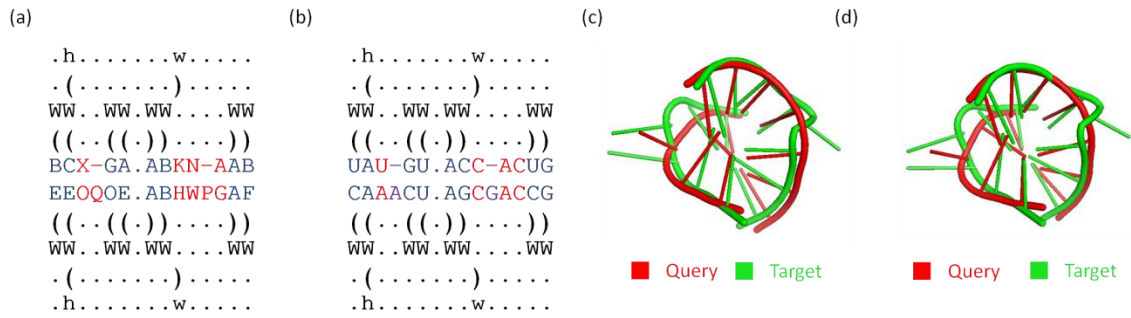 (a)
.h.......w.....
.(.......).....
WW..WW.WW....WW
((..((.))....))
BCX-GA.ABKN-AAB
EEOQOE.ABHWPGAF
((..((.))....))
WW..WW.WW....WW
.(.......).....
.h.......w.....
(b)
.h.......w.....
.(.......).....
WW..WW.WW....WW
((..((.))....))
UAU-GU.ACC-ACUG
CAAACU.AGCGACCG
((..((.))....))
WW..WW.WW....WW
.(.......).....
.h.......w.....
(c)
Query Target
(d)
Query Target